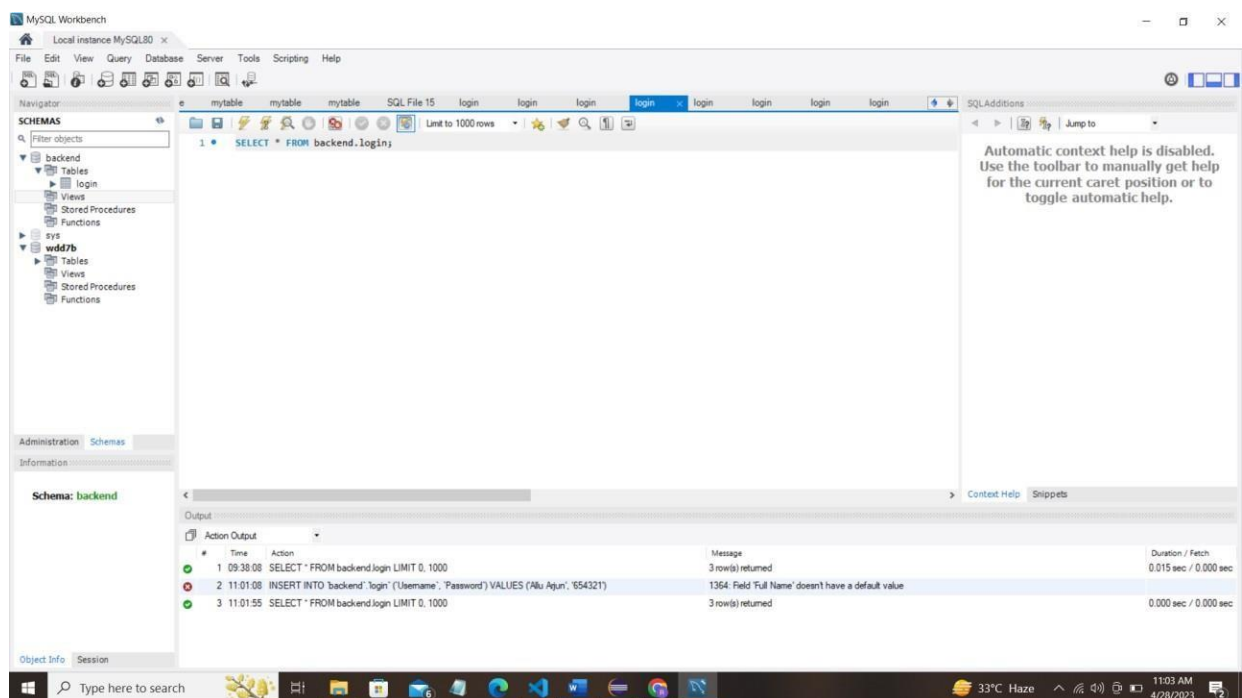 MySQL Workbench
Local instance MySQL80
File Edit View Query Database Server Tools Scripting Help
Navigator
SCHEMAS
Filter objects
backend
Tables
login
Views
Stored Procedures
Functions
sys
wdd7b
Tables
Views
Stored Procedures
Functions
Administration Schemas
Information
Schema: backend
Object Info Session
e mytable mytable mytable SQL File 15 login login login login login login login login
Limit to 1000 rows
1 SELECT * FROM backend.login;
SQLAdditions
Jump to
Automatic context help is disabled.
Use the toolbar to manually get help
for the current caret position or to
toggle automatic help.
Context Help Snippets
Output
Action Output
# Time Action Message Duration / Fetch
1 09:38:08 SELECT * FROM backend.login LIMIT 0, 1000 3 row(s) returned 0.015 sec / 0.000 sec
2 11:01:08 INSERT INTO `backend`.`login` (`Username`, `Password`) VALUES ('Allu Arjun', '654321') 1364: Field 'Full Name' doesn't have a default value
3 11:01:55 SELECT * FROM backend.login LIMIT 0, 1000 3 row(s) returned 0.000 sec / 0.000 sec
Type here to search
33°C Haze
11:03 AM
4/28/2023